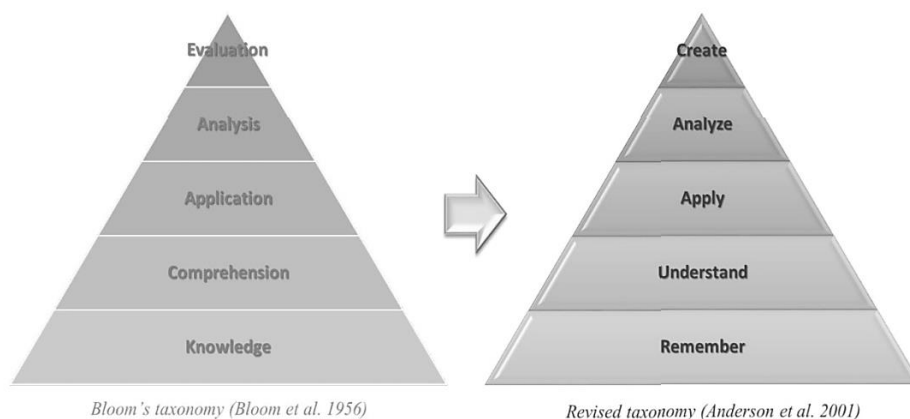 Evaluation
Analysis
Application
Comprehension
Knowledge
Bloom's taxonomy (Bloom et al. 1956)
Create
Analyze
Apply
Understand
Remember
Revised taxonomy (Anderson et al. 2001)